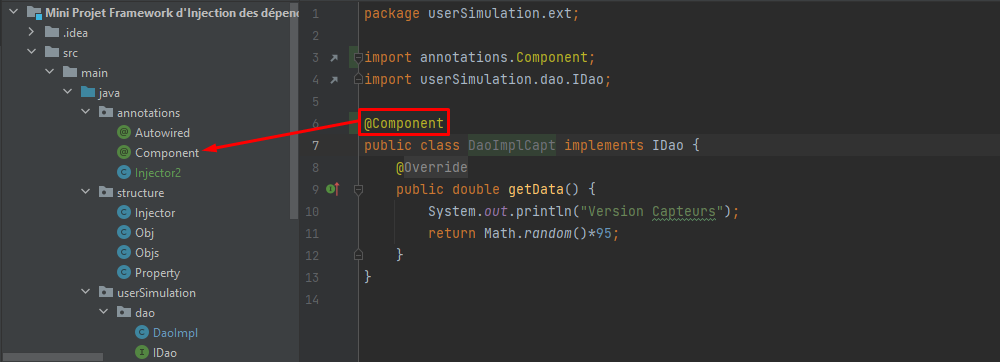 Mini Projet Framework d'Injection des dépen
.idea
src
main
java
annotations
Autowired
Component
Injector2
structure
Injector
Obj
Objs
Property
userSimulation
dao
DaoImpl
IDao
1 package userSimulation.ext;
2
3 import annotations.Component;
4 import userSimulation.dao.IDao;
5
6 @Component
7 public class DaoImplCapt implements IDao {
8 @Override
9 public double getData() {
10 System.out.println("Version Capteurs");
11 return Math.random()*95;
12 }
13 }
14